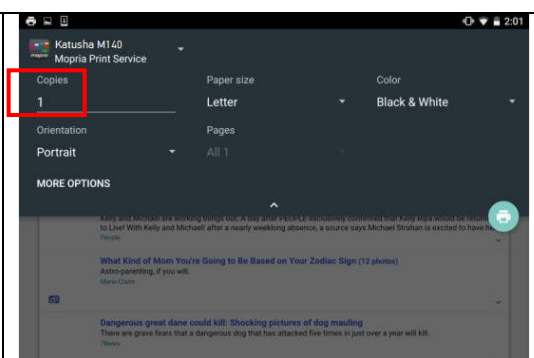 2:01
Katusha M140
Mopria Print Service
Copies
Paper size
Color
1
Letter
Black & White
Orientation
Pages
Portrait
All 1
MORE OPTIONS
Kelly and Michael are working things out. A day after PEOPLE exclusively confirmed that Kelly Ripa would be
to Live! With Kelly and Michael! after a nearly weeklong absence, a source says Michael Strahan is excited to have
People
What Kind of Mom You're Going to Be Based on Your Zodiac Sign (12 photos)
Astro-parenting, if you will.
Marie Claire
Dangerous great dane could kill: Shocking pictures of dog mauling
There are grave fears that a dangerous dog that has attacked five times in just over a year will kill.
7News